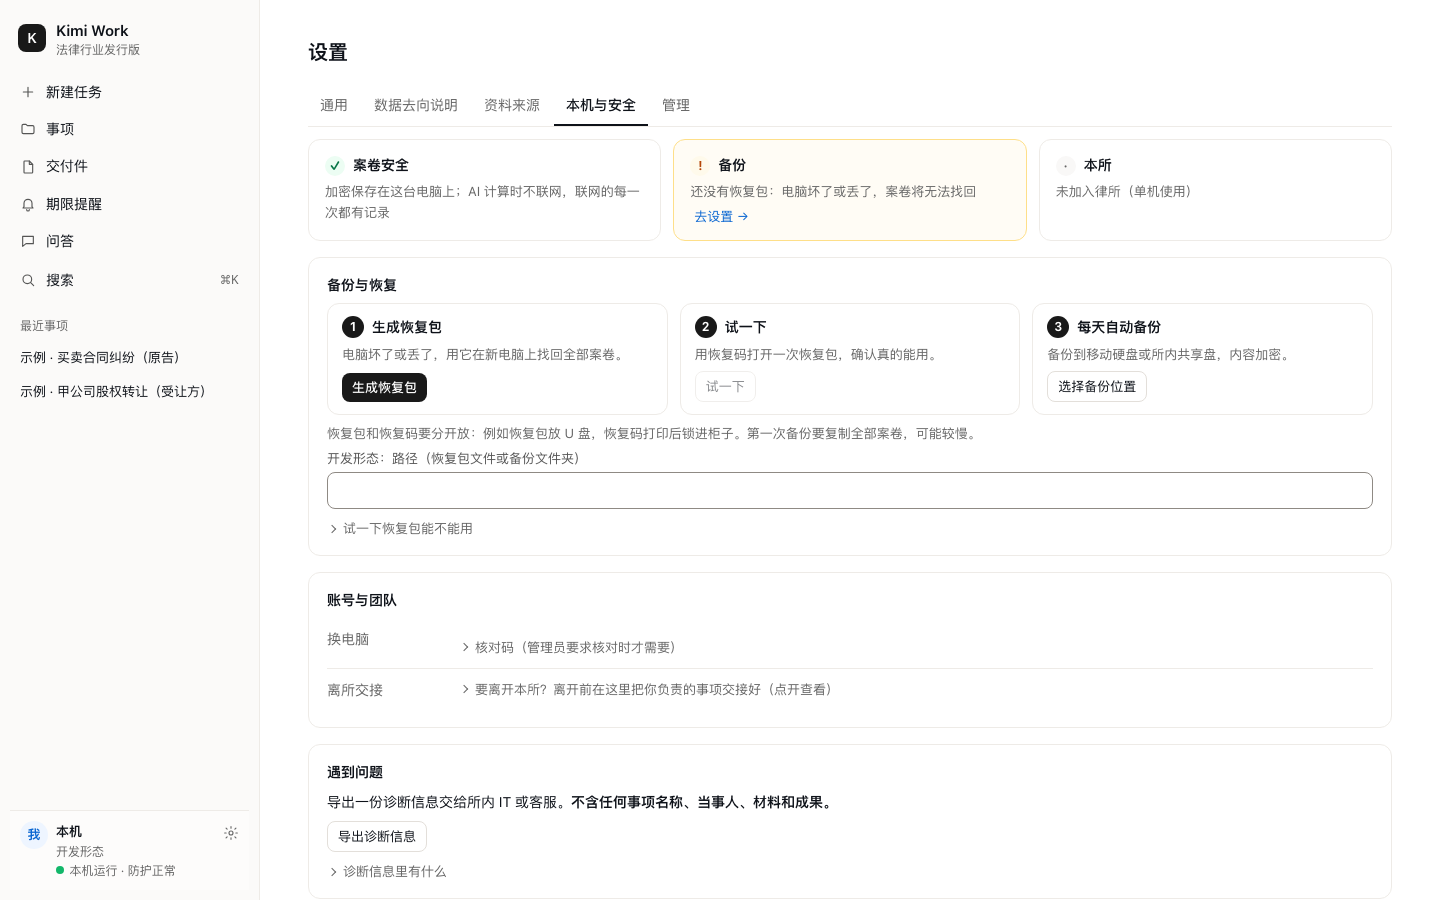 K
Kimi Work
法律行业发行版
新建任务
事项
交付件
期限提醒
问答
搜索 ⌘K
最近事项
示例 · 买卖合同纠纷（原告）
示例 · 甲公司股权转让（受让方）
我
本机
开发形态
本机运行 · 防护正常
设置
通用 数据去向说明 资料来源 本机与安全 管理
案卷安全
加密保存在这台电脑上；AI 计算时不联网，联网的每一
次都有记录
! 备份
还没有恢复包：电脑坏了或丢了，案卷将无法找回
去设置 →
· 本所
未加入律所（单机使用）
备份与恢复
1 生成恢复包
电脑坏了或丢了，用它在新电脑上找回全部案卷。
生成恢复包
2 试一下
用恢复码打开一次恢复包，确认真的能用。
试一下
3 每天自动备份
备份到移动硬盘或所内共享盘，内容加密。
选择备份位置
恢复包和恢复码要分开放：例如恢复包放 U 盘，恢复码打印后锁进柜子。第一次备份要复制全部案卷，可能较慢。
开发形态：路径（恢复包文件或备份文件夹）
试一下恢复包能不能用
账号与团队
换电脑
核对码（管理员要求核对时才需要）
离所交接
要离开本所？离开前在这里把你负责的事项交接好（点开查看）
遇到问题
导出一份诊断信息交给所内 IT 或客服。不含任何事项名称、当事人、材料和成果。
导出诊断信息
诊断信息里有什么